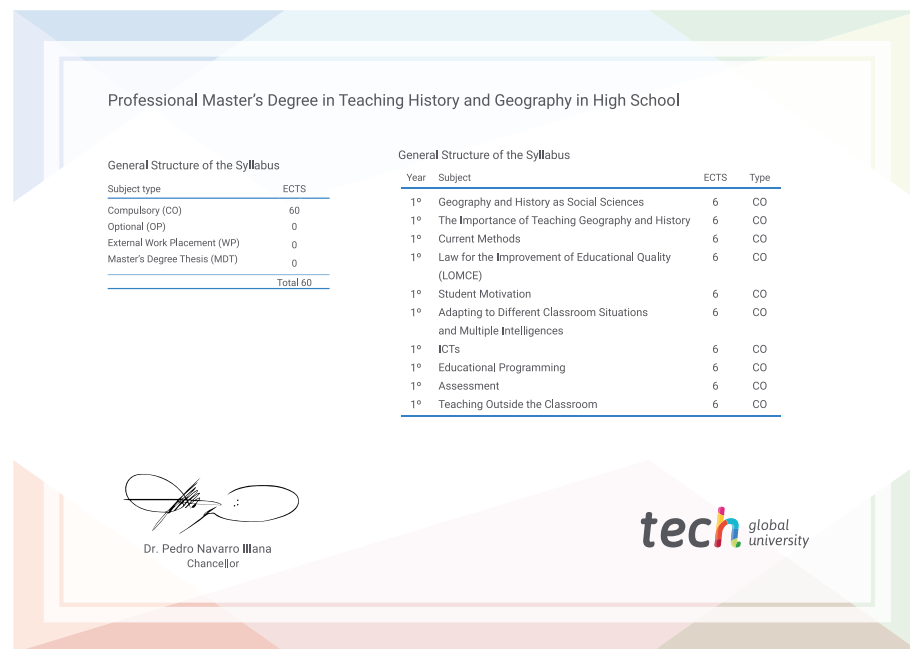 Professional Master’s Degree in Teaching History and Geography in High School
General Structure of the Syllabus
Subject type ECTS
Compulsory (CO) 60
Optional (OP) 0
External Work Placement (WP) 0
Master’s Degree Thesis (MDT) 0
Total 60
General Structure of the Syllabus
Year Subject ECTS Type
1º Geography and History as Social Sciences 6 CO
1º The Importance of Teaching Geography and History 6 CO
1º Current Methods 6 CO
1º Law for the Improvement of Educational Quality 6 CO
(LOMCE)
1º Student Motivation 6 CO
1º Adapting to Different Classroom Situations 6 CO
and Multiple Intelligences
1º ICTs 6 CO
1º Educational Programming 6 CO
1º Assessment 6 CO
1º Teaching Outside the Classroom 6 CO
Dr. Pedro Navarro Illana
Chancellor
tech global
university